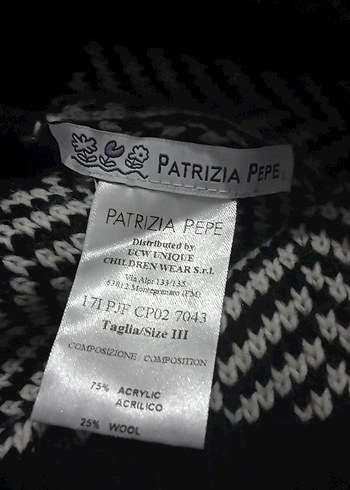 PATRIZIA PEPE
PATRIZIA PEPE
Distributed by
UCW UNIQUE
CHILDREN WEAR S.r.l.
Via Alpi 133/135
63812 Montegranaro (FM)
17I PJF CP02 7043
Taglia/Size III
COMPOSIZIONE COMPOSITION
75% ACRYLIC
ACRILICO
25% WOOL